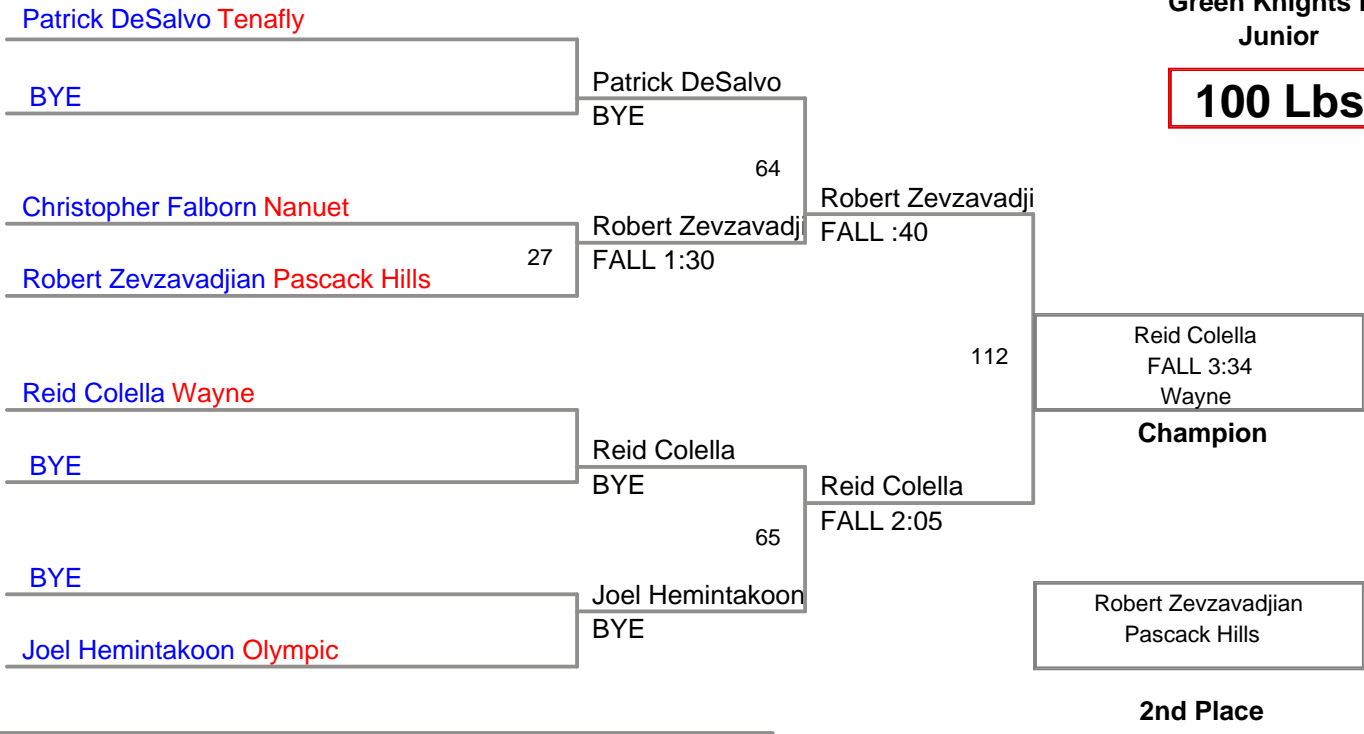 Patrick DeSalvo Tenafly
Green Knights
Junior
100 Lbs
BYE
Patrick DeSalvo
BYE
64
Christopher Falborn Nanuet
Robert Zevzavadji
FALL 1:30
Robert Zevzavadji
FALL :40
27
Robert Zevzavadjian Pascack Hills
112
Reid Colella
FALL 3:34
Wayne
Champion
Reid Colella Wayne
BYE
Reid Colella
BYE
Reid Colella
FALL 2:05
65
BYE
Joel Hemintakoon
BYE
Joel Hemintakoon Olympic
Robert Zevzavadjian
Pascack Hills
2nd Place